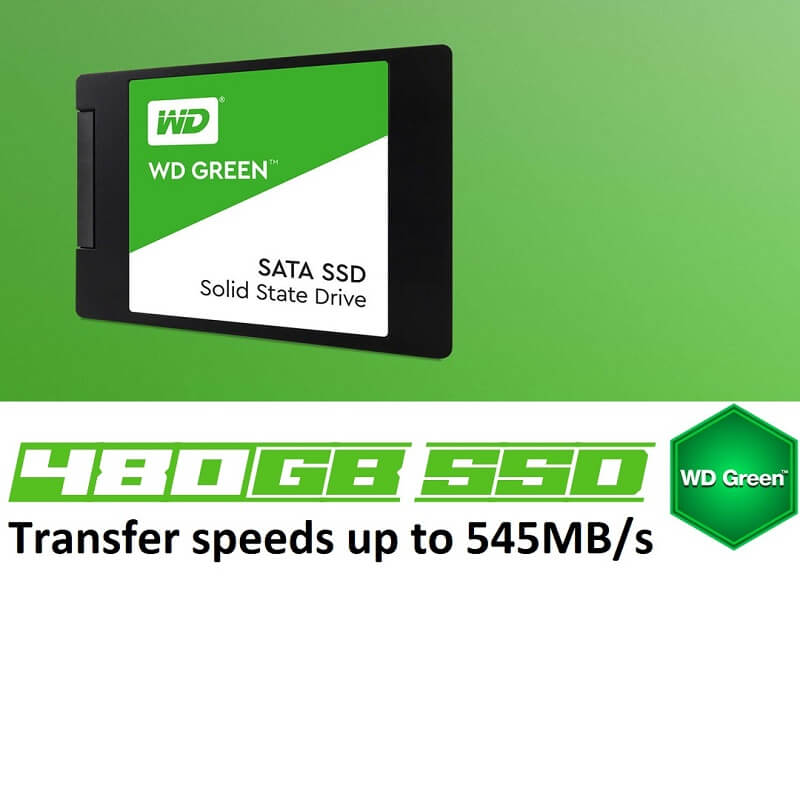 WD®
WD GREEN™
SATA SSD
Solid State Drive
480GB SSD
WD Green™
Transfer speeds up to 545MB/s